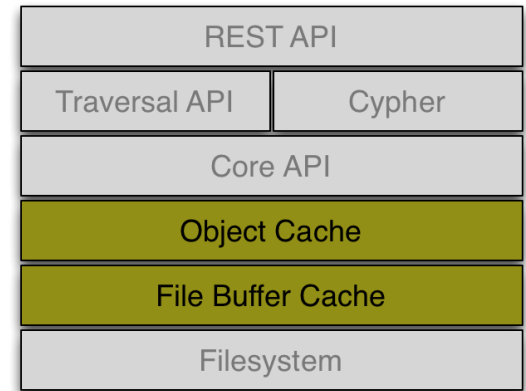 REST API
Traversal API
Cypher
Core API
Object Cache
File Buffer Cache
Filesystem